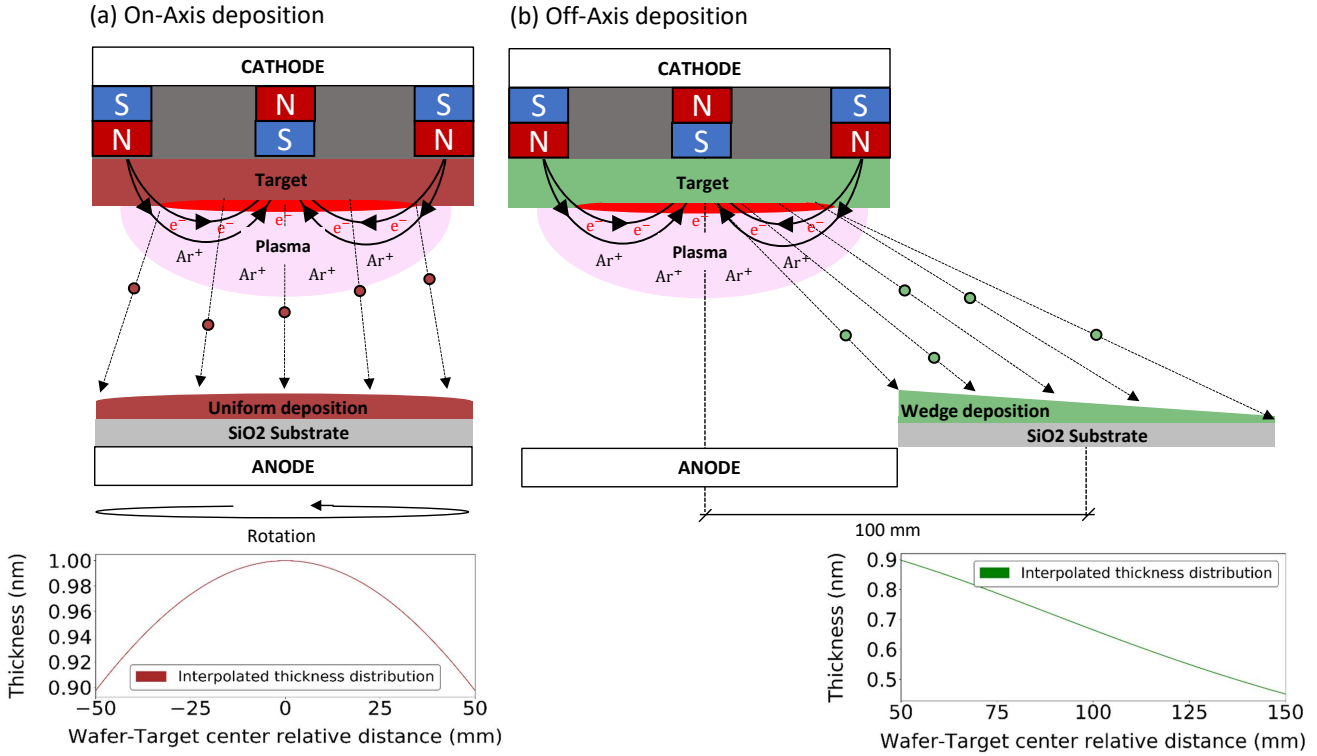 (a) On-Axis deposition
CATHODE
S N S
N S N
Target
e⁻ e⁻ e⁻ e⁻ e⁻
Plasma
Ar⁺ Ar⁺ Ar⁺ Ar⁺
Uniform deposition
SiO2 Substrate
ANODE
Rotation
Thickness (nm)
1.00
0.98
0.96
0.94
0.92
0.90
Interpolated thickness distribution
−50 −25 0 25 50
Wafer-Target center relative distance (mm)
(b) Off-Axis deposition
CATHODE
S N S
N S N
Target
e⁻ e⁻ e⁻ e⁻ e⁻
Plasma
Ar⁺ Ar⁺ Ar⁺ Ar⁺
Wedge deposition
SiO2 Substrate
ANODE
100 mm
Thickness (nm)
0.9
0.8
0.7
0.6
0.5
Interpolated thickness distribution
50 75 100 125 150
Wafer-Target center relative distance (mm)